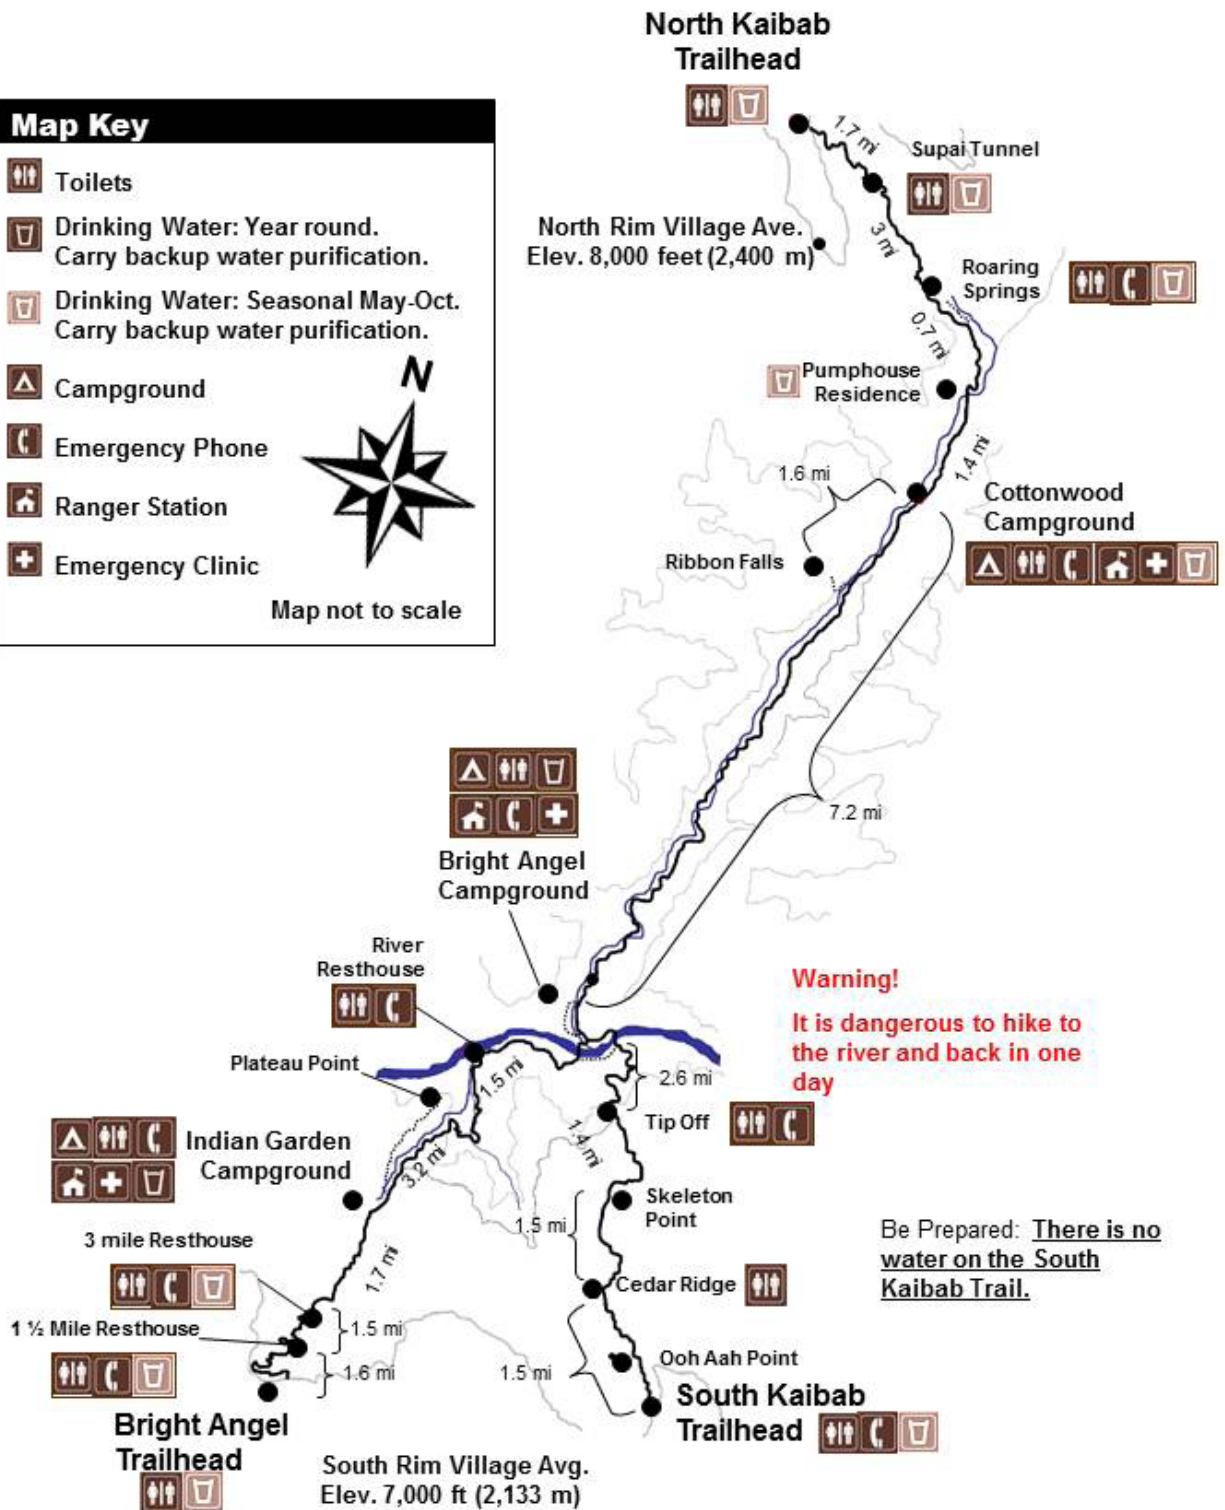 North Kaibab
Trailhead
Map Key
Toilets
Drinking Water: Year round.
Carry backup water purification.
Drinking Water: Seasonal May-Oct.
Carry backup water purification.
Campground
Emergency Phone
Ranger Station
Emergency Clinic
N
Map not to scale
1.7 mi
Supai Tunnel
North Rim Village Ave.
Elev. 8,000 feet (2,400 m)
3 mi
Roaring
Springs
0.7 mi
Pumphouse
Residence
1.4 mi
1.6 mi
Cottonwood
Campground
Ribbon Falls
7.2 mi
Bright Angel
Campground
River
Resthouse
Warning!
It is dangerous to hike to
the river and back in one
day
Plateau Point
1.5 mi
2.6 mi
Tip Off
1.4 mi
Indian Garden
Campground
3.2 mi
Skeleton
Point
1.5 mi
Be Prepared: There is no
water on the South
Kaibab Trail.
3 mile Resthouse
1.7 mi
Cedar Ridge
1 ½ Mile Resthouse
1.5 mi
1.6 mi
Ooh Aah Point
1.5 mi
South Kaibab
Trailhead
Bright Angel
Trailhead
South Rim Village Avg.
Elev. 7,000 ft (2,133 m)